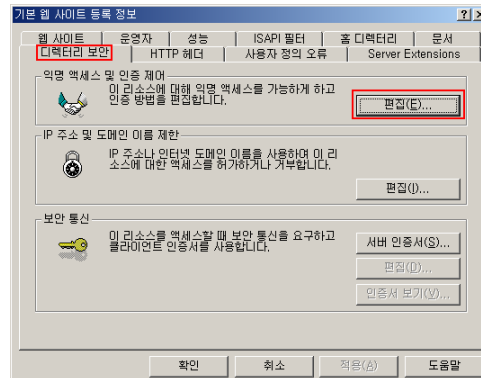 기본 웹 사이트 등록 정보
웹 사이트 운영자 성능 ISAPI 필터 홈 디렉터리 문서
디렉터리 보안 HTTP 헤더 사용자 정의 오류 Server Extensions
익명 액세스 및 인증 제어
이 리소스에 대해 익명 액세스를 가능하게 하고
인증 방법을 편집합니다.
편집(E)...
IP 주소 및 도메인 이름 제한
IP 주소나 인터넷 도메인 이름을 사용하여 이 리
소스에 대한 액세스를 허가하거나 거부합니다.
편집(I)...
보안 통신
이 리소스를 액세스할 때 보안 통신을 요구하고
클라이언트 인증서를 사용합니다.
서버 인증서(S)...
편집(D)...
인증서 보기(V)...
확인 취소 적용(A) 도움말